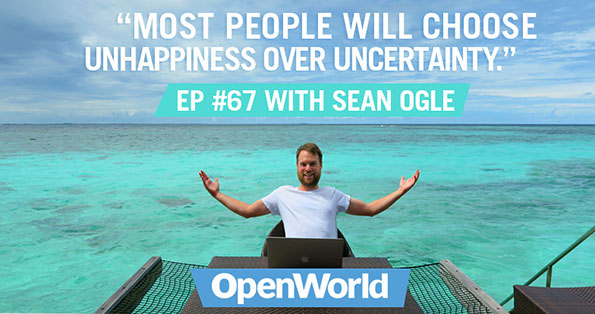 “MOST PEOPLE WILL CHOOSE
UNHAPPINESS OVER UNCERTAINTY.”
EP #67 WITH SEAN OGLE
OpenWorld